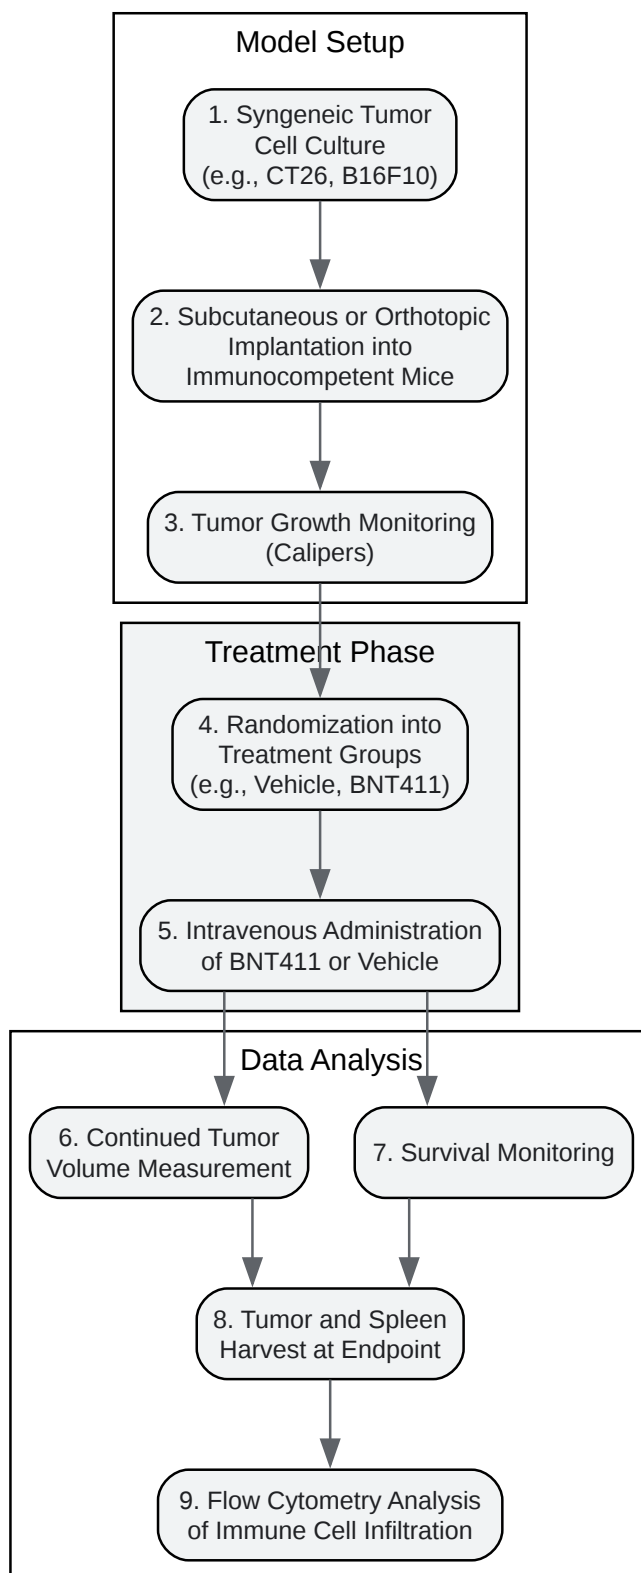 Model Setup
1. Syngeneic Tumor
Cell Culture
(e.g., CT26, B16F10)
2. Subcutaneous or Orthotopic
Implantation into
Immunocompetent Mice
3. Tumor Growth Monitoring
(Calipers)
Treatment Phase
4. Randomization into
Treatment Groups
(e.g., Vehicle, BNT411)
5. Intravenous Administration
of BNT411 or Vehicle
Data Analysis
6. Continued Tumor
Volume Measurement
7. Survival Monitoring
8. Tumor and Spleen
Harvest at Endpoint
9. Flow Cytometry Analysis
of Immune Cell Infiltration